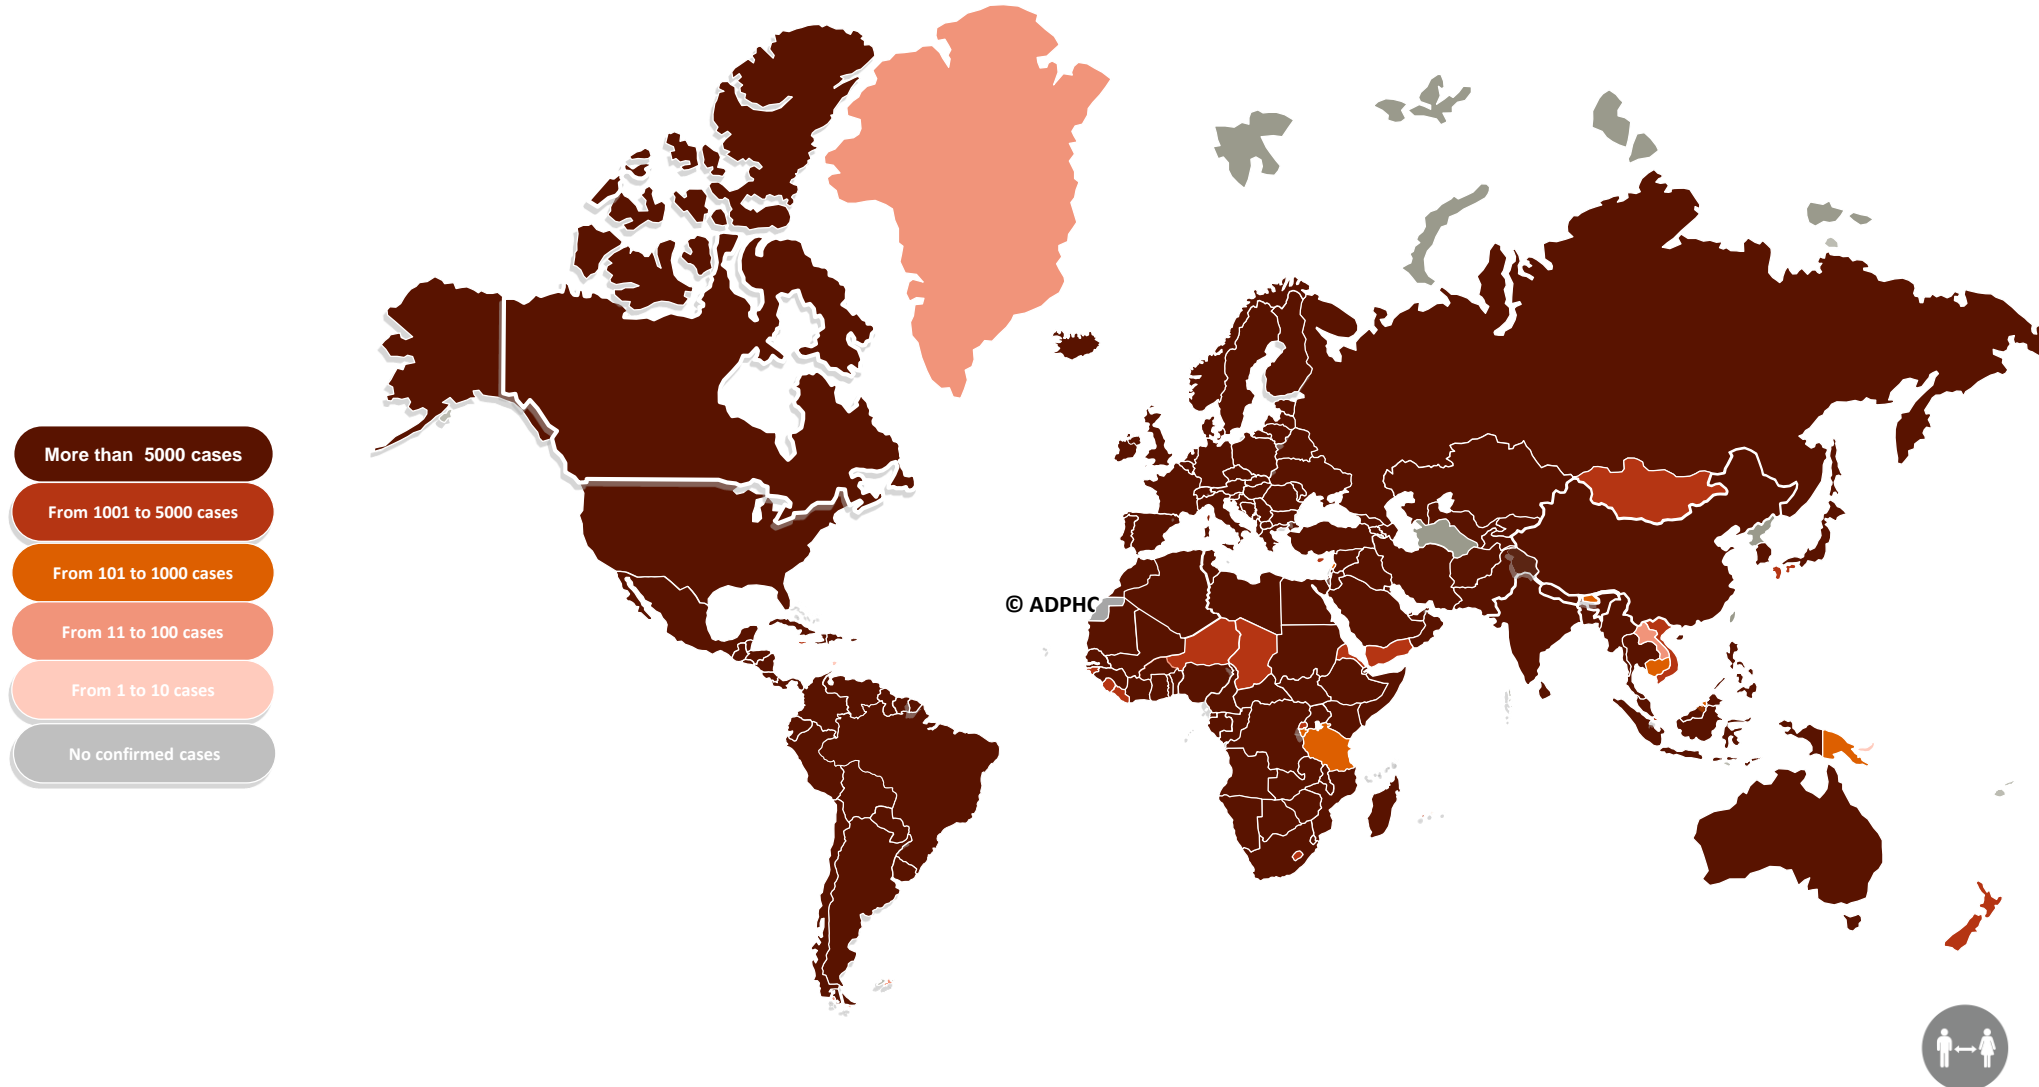 More than 5000 cases
From 1001 to 5000 cases
From 101 to 1000 cases
© ADPHC
From 11 to 100 cases
From 1 to 10 cases
No confirmed cases